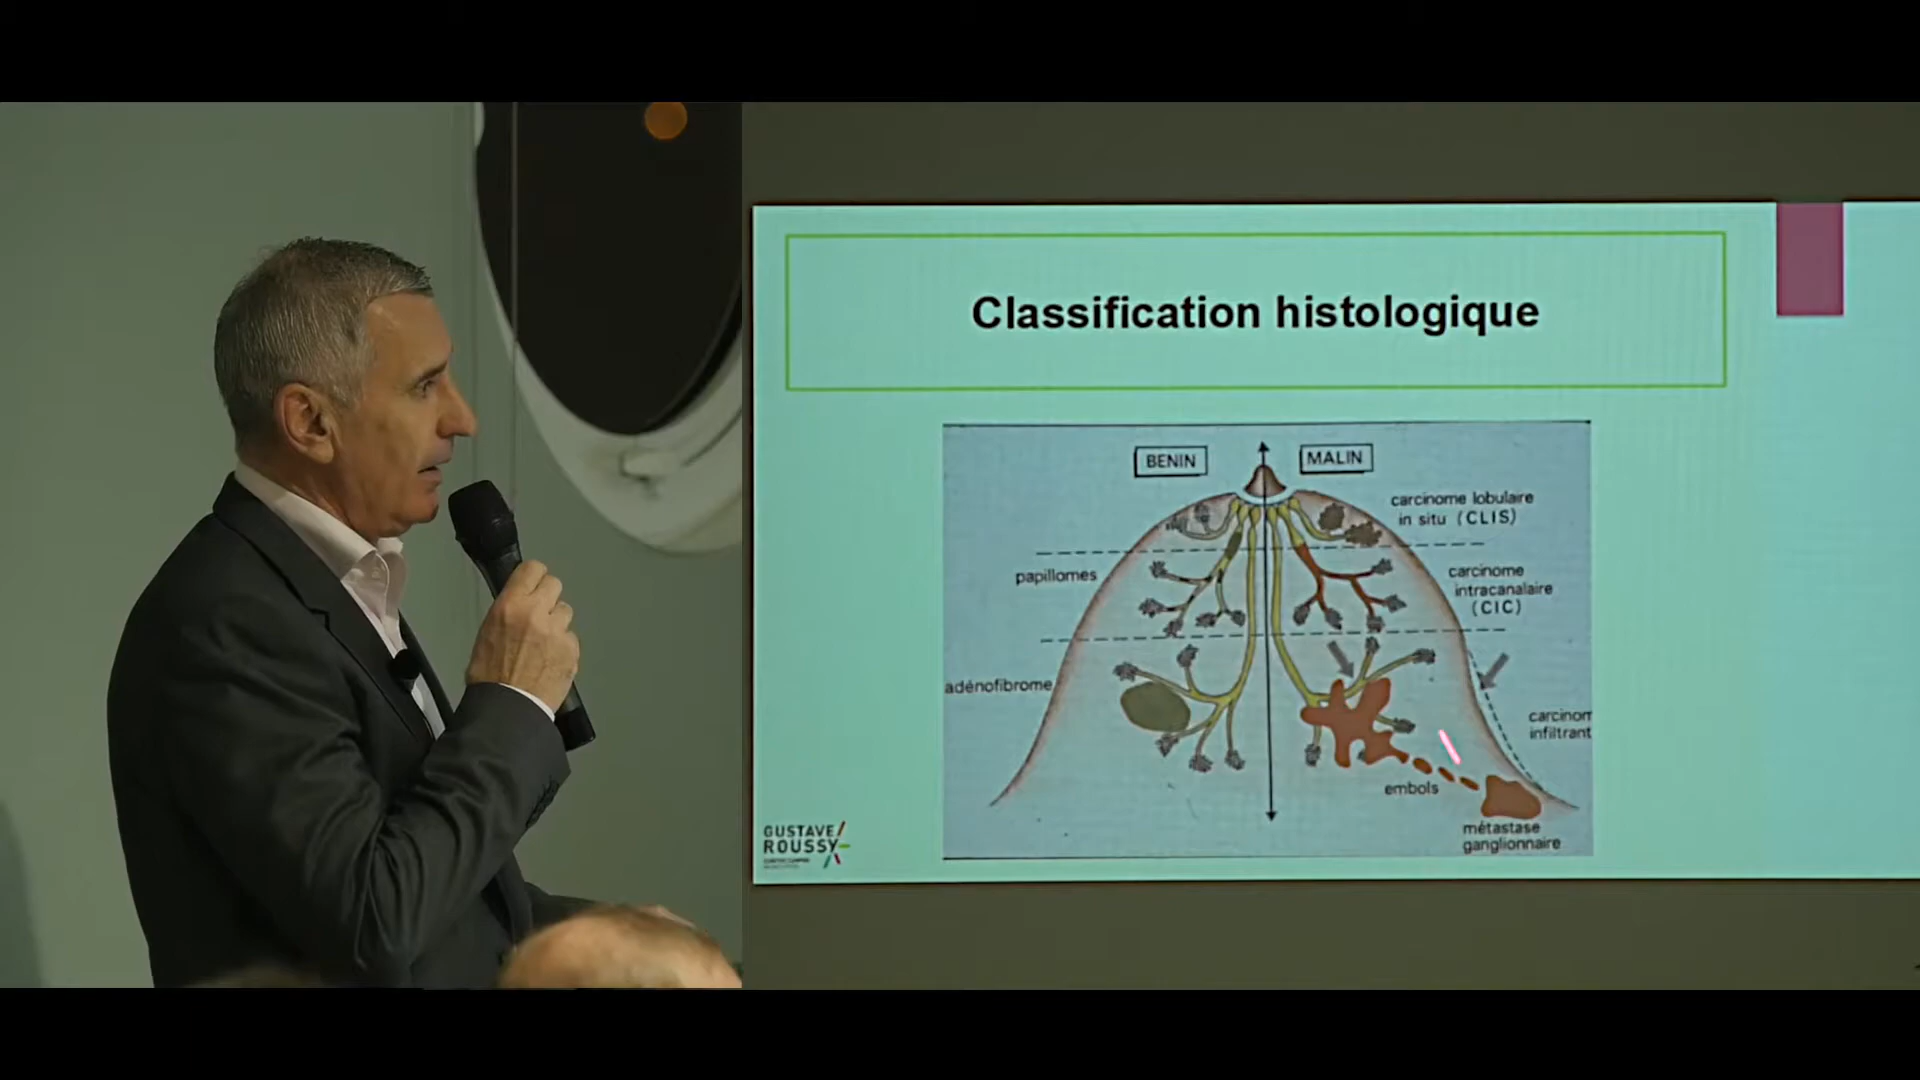 Classification histologique
BENIN
MALIN
carcinome lobulaire
in situ (CLIS)
papillomes
carcinome
intracanalaire
(CIC)
adénofibrome
carcinom
infiltrant
embols
métastase
ganglionnaire
GUSTAVE/
ROUSSY